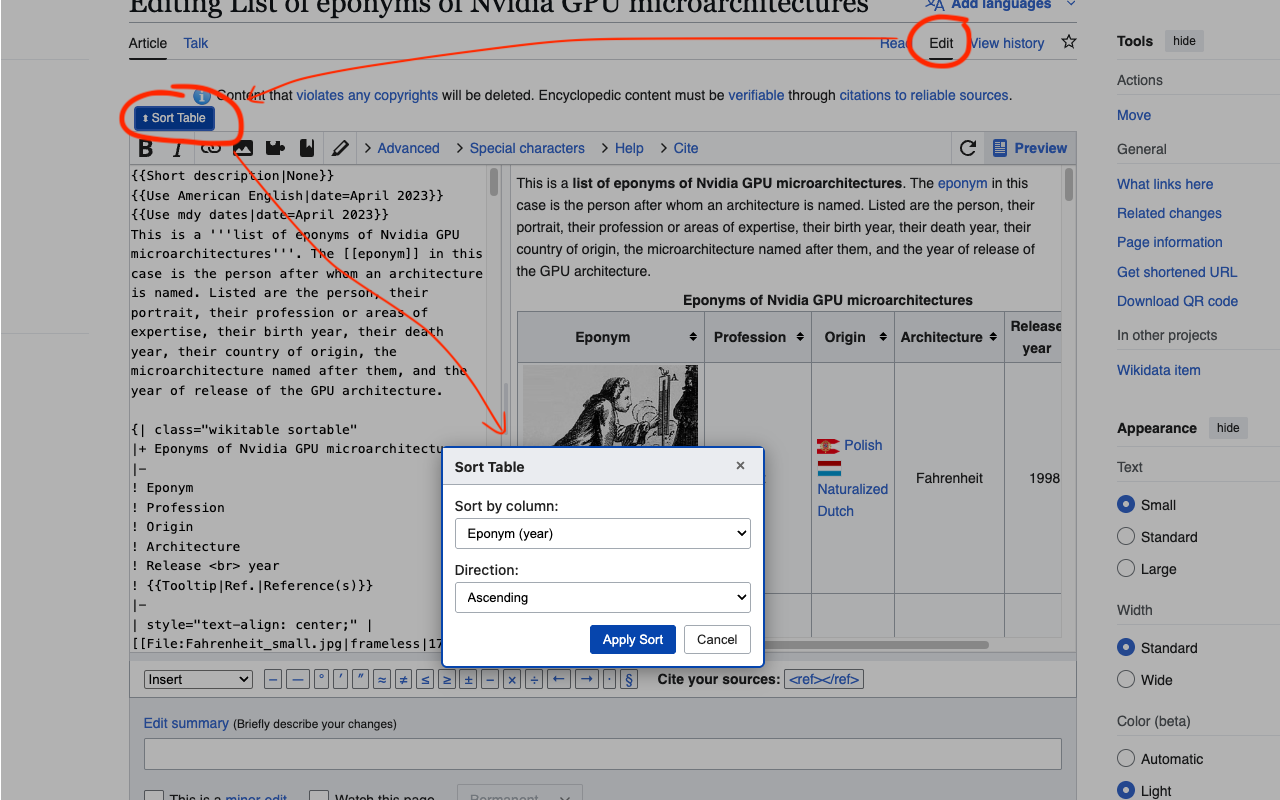 Editing List of eponyms of Nvidia GPU microarchitectures
Add languages
Article Talk
Read Edit View history
Content that violates any copyrights will be deleted. Encyclopedic content must be verifiable through citations to reliable sources.
Sort Table
B I Advanced Special characters Help Cite Preview
{{Short description|None}}
{{Use American English|date=April 2023}}
{{Use mdy dates|date=April 2023}}
This is a '''list of eponyms of Nvidia GPU
microarchitectures'''. The [[eponym]] in this
case is the person after whom an architecture
is named. Listed are the person, their
portrait, their profession or areas of
expertise, their birth year, their death
year, their country of origin, the
microarchitecture named after them, and the
year of release of the GPU architecture.
{| class="wikitable sortable"
|+ Eponyms of Nvidia GPU microarchitectu
|-
! Eponym
! Profession
! Origin
! Architecture
! Release <br> year
! {{Tooltip|Ref.|Reference(s)}}
|-
| style="text-align: center;" |
[[File:Fahrenheit_small.jpg|frameless|17
This is a list of eponyms of Nvidia GPU microarchitectures. The eponym in this
case is the person after whom an architecture is named. Listed are the person, their
portrait, their profession or areas of expertise, their birth year, their death year, their
country of origin, the microarchitecture named after them, and the year of release of
the GPU architecture.
Eponyms of Nvidia GPU microarchitectures
Eponym Profession Origin Architecture Release
year
A
Polish
Naturalized
Dutch
Fahrenheit
1998
Sort Table ×
Sort by column:
Eponym (year)
Direction:
Ascending
Apply Sort Cancel
Insert – — ° ′ ″ ≈ ≠ ≤ ≥ ± − × ÷ ← → · § Cite your sources: <ref></ref>
Edit summary (Briefly describe your changes)
This is a minor edit Watch this page Permanent
Tools hide
Actions
Move
General
What links here
Related changes
Page information
Get shortened URL
Download QR code
In other projects
Wikidata item
Appearance hide
Text
Small
Standard
Large
Width
Standard
Wide
Color (beta)
Automatic
Light